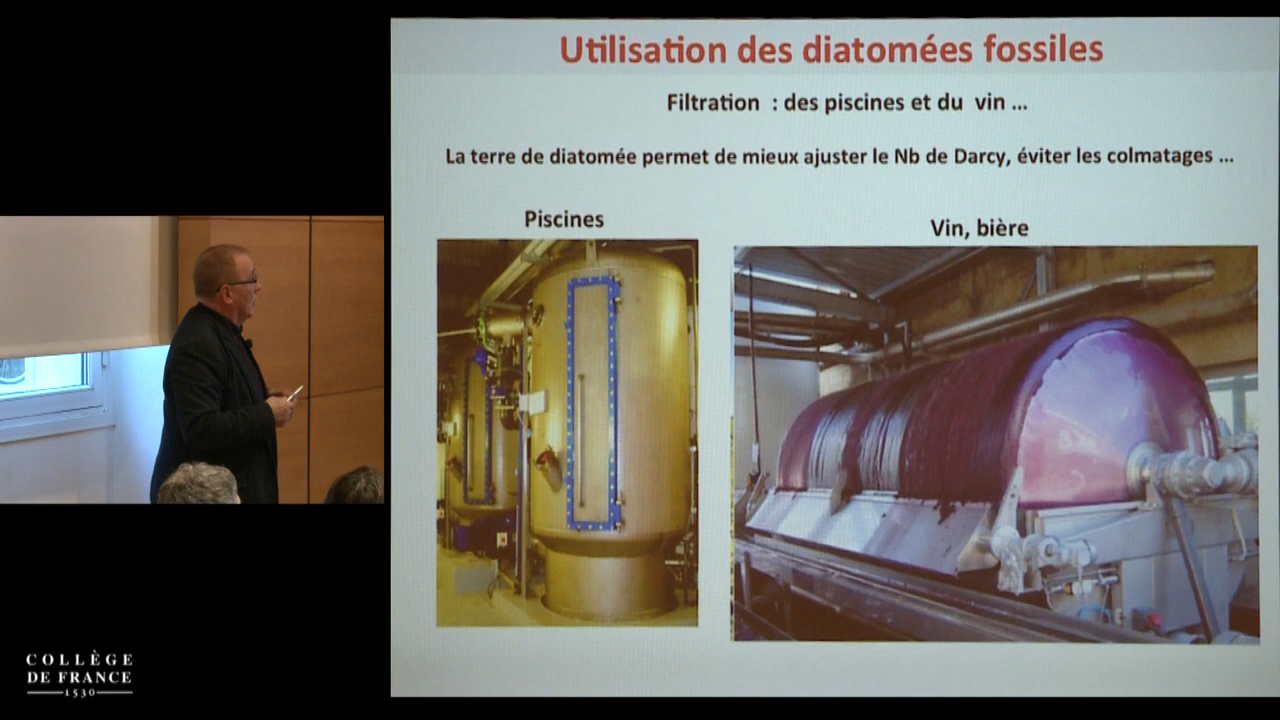 Utilisation des diatomées fossiles
Filtration : des piscines et du vin ...
La terre de diatomée permet de mieux ajuster le Nb de Darcy, éviter les colmatages ...
Piscines
Vin, bière
COLLÈGE
DE FRANCE
1530